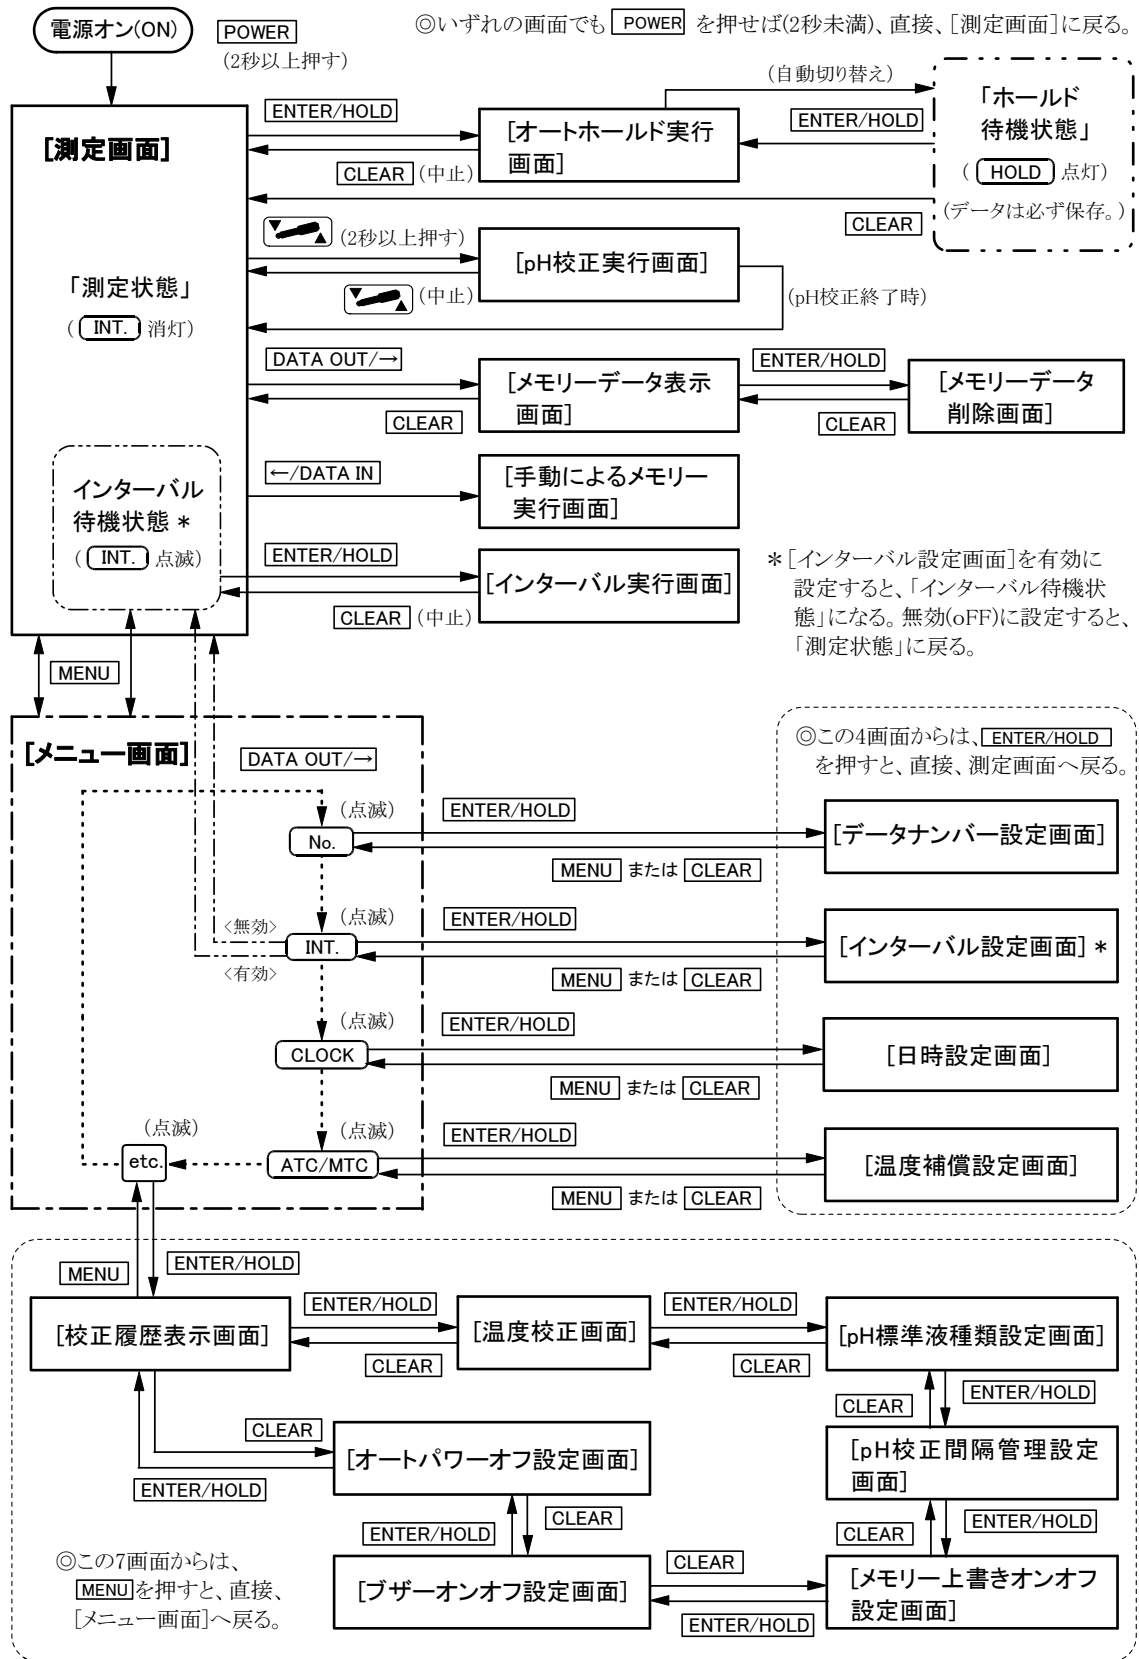 電源オン(ON)
POWER
(2秒以上押す)
◎いずれの画面でも POWER を押せば(2秒未満)、直接、[測定画面]に戻る。
[測定画面]
ENTER/HOLD
CLEAR (中止)
[オートホールド実行
画面]
(自動切り替え)
ENTER/HOLD
「ホールド
待機状態」
( HOLD 点灯)
(データは必ず保存。)
CLEAR
(2秒以上押す)
(中止)
[pH校正実行画面]
(pH校正終了時)
「測定状態」
( INT. 消灯)
DATA OUT/→
CLEAR
[メモリーデータ表示
画面]
ENTER/HOLD
CLEAR
[メモリーデータ
削除画面]
←/DATA IN
[手動によるメモリー
実行画面]
インターバル
待機状態 *
( INT. 点滅)
ENTER/HOLD
CLEAR (中止)
[インターバル実行画面]
*[インターバル設定画面]を有効に
設定すると、「インターバル待機状
態」になる。無効(oFF)に設定すると、
「測定状態」に戻る。
MENU
[メニュー画面]
DATA OUT/→
◎この4画面からは、 ENTER/HOLD
を押すと、直接、測定画面へ戻る。
(点滅)
No.
ENTER/HOLD
MENU または CLEAR
[データナンバー設定画面]
(点滅)
<無効>
INT.
<有効>
ENTER/HOLD
MENU または CLEAR
[インターバル設定画面] *
(点滅)
CLOCK
ENTER/HOLD
MENU または CLEAR
[日時設定画面]
(点滅)
etc.
(点滅)
ATC/MTC
ENTER/HOLD
MENU または CLEAR
[温度補償設定画面]
MENU
ENTER/HOLD
[校正履歴表示画面]
ENTER/HOLD
CLEAR
[温度校正画面]
ENTER/HOLD
CLEAR
[pH標準液種類設定画面]
CLEAR
ENTER/HOLD
[pH校正間隔管理設定
画面]
CLEAR
ENTER/HOLD
[オートパワーオフ設定画面]
ENTER/HOLD
CLEAR
CLEAR
ENTER/HOLD
[ブザーオンオフ設定画面]
CLEAR
ENTER/HOLD
[メモリー上書きオンオフ
設定画面]
◎この7画面からは、
MENUを押すと、直接、
[メニュー画面]へ戻る。